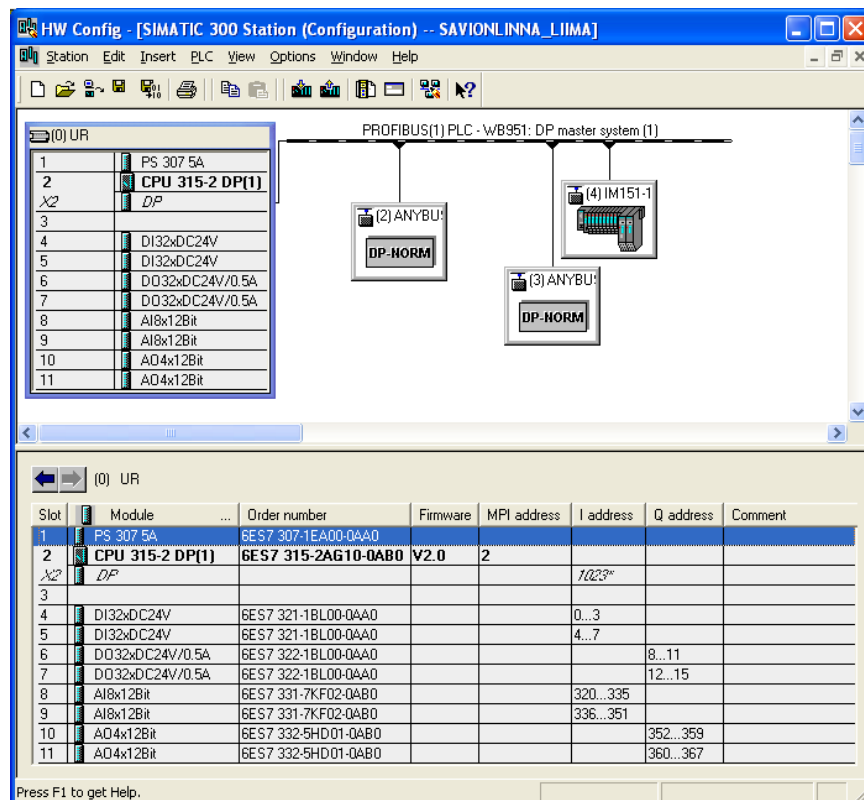 HW Config - [SIMATIC 300 Station (Configuration) -- SAVIONLINNA_LIIMA]
Station Edit Insert PLC View Options Window Help
(0) UR
1 PS 307 5A
2 CPU 315-2 DP(1)
X2 DP
3
4 DI32xDC24V
5 DI32xDC24V
6 DO32xDC24V/0.5A
7 DO32xDC24V/0.5A
8 AI8x12Bit
9 AI8x12Bit
10 AO4x12Bit
11 AO4x12Bit
PROFIBUS(1) PLC - WB951: DP master system (1)
(2) ANYBUS
DP-NORM
(4) IM151-1
(3) ANYBUS
DP-NORM
(0) UR
Slot Module ... Order number Firmware MPI address I address Q address Comment
1 PS 307 5A 6ES7 307-1EA00-0AA0
2 CPU 315-2 DP(1) 6ES7 315-2AG10-0AB0 V2.0 2
X2 DP 1023*
3
4 DI32xDC24V 6ES7 321-1BL00-0AA0 0...3
5 DI32xDC24V 6ES7 321-1BL00-0AA0 4...7
6 DO32xDC24V/0.5A 6ES7 322-1BL00-0AA0 8...11
7 DO32xDC24V/0.5A 6ES7 322-1BL00-0AA0 12...15
8 AI8x12Bit 6ES7 331-7KF02-0AB0 320...335
9 AI8x12Bit 6ES7 331-7KF02-0AB0 336...351
10 AO4x12Bit 6ES7 332-5HD01-0AB0 352...359
11 AO4x12Bit 6ES7 332-5HD01-0AB0 360...367
Press F1 to get Help.